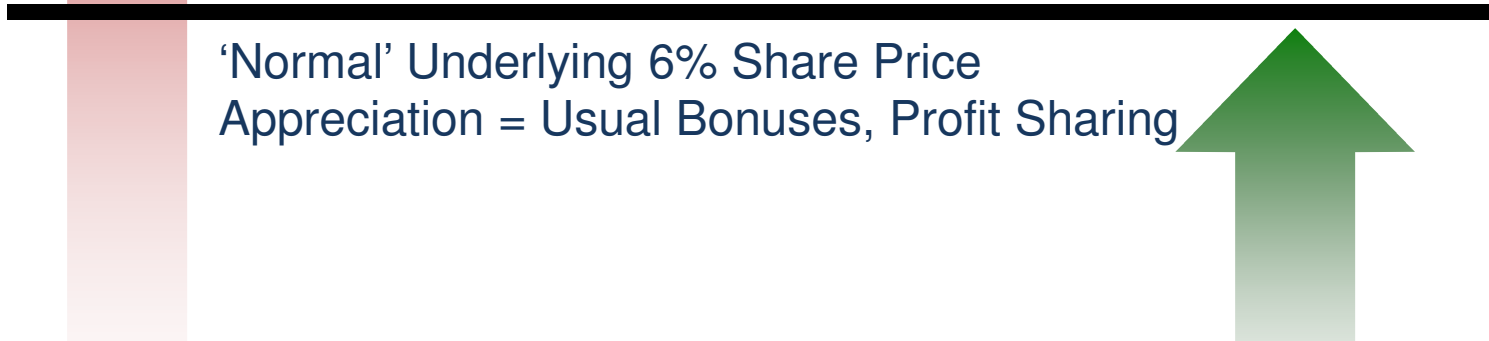 ‘Normal’ Underlying 6% Share Price
Appreciation = Usual Bonuses, Profit Sharing